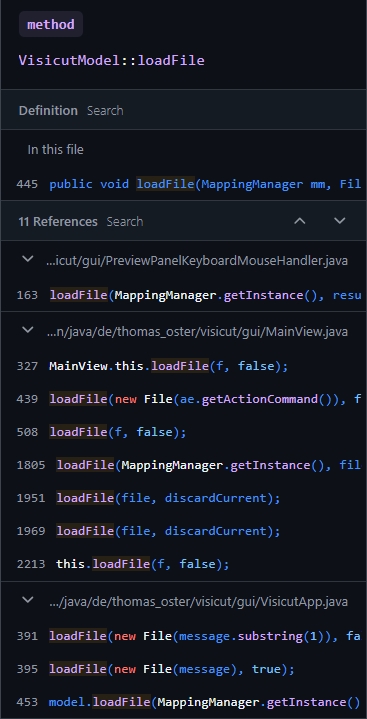 method
VisicutModel::loadFile
Definition Search
In this file
445 public void loadFile(MappingManager mm, Fil
11 References Search
...icut/gui/PreviewPanelKeyboardMouseHandler.java
163 loadFile(MappingManager.getInstance(), resu
...n/java/de/thomas_oster/visicut/gui/MainView.java
327 MainView.this.loadFile(f, false);
439 loadFile(new File(ae.getActionCommand()), f
508 loadFile(f, false);
1805 loadFile(MappingManager.getInstance(), fil
1951 loadFile(file, discardCurrent);
1969 loadFile(file, discardCurrent);
2213 this.loadFile(f, false);
.../java/de/thomas_oster/visicut/gui/VisicutApp.java
391 loadFile(new File(message.substring(1)), fa
395 loadFile(new File(message), true);
453 model.loadFile(MappingManager.getInstance()